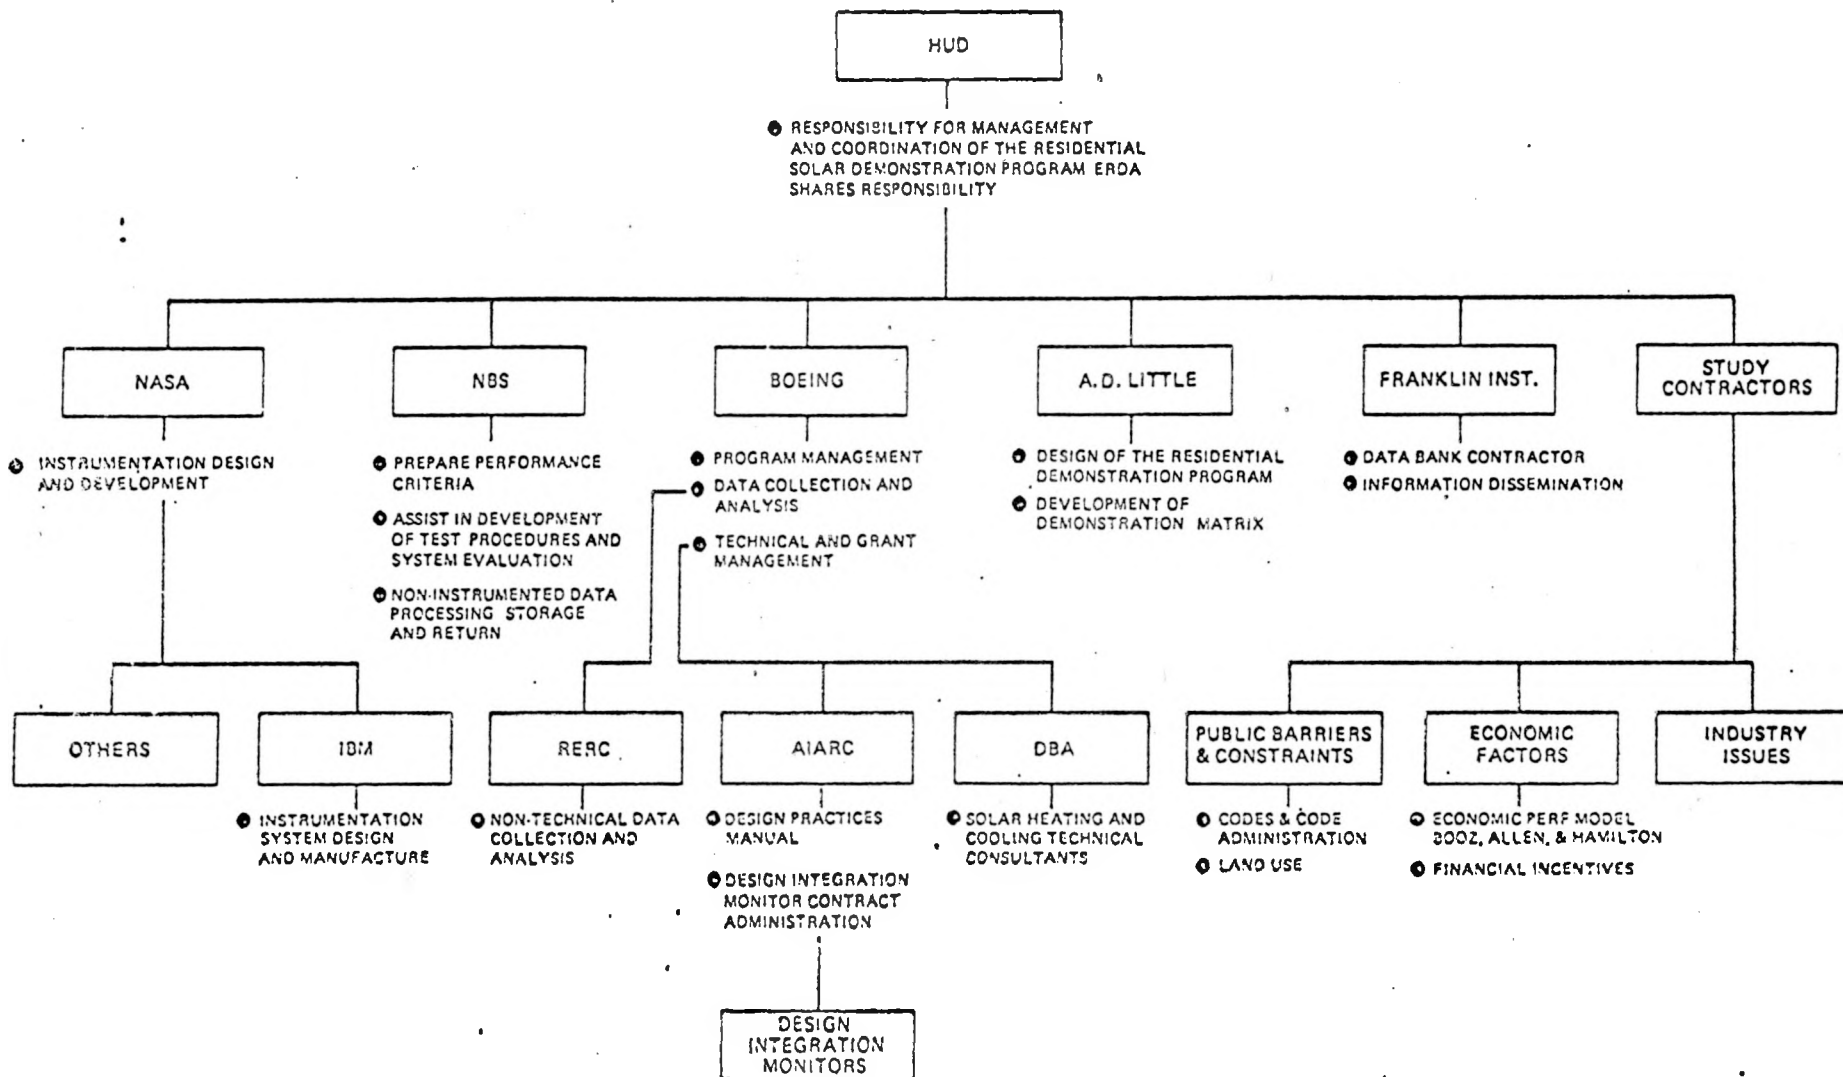 HUD
RESPONSIBILITY FOR MANAGEMENT
AND COORDINATION OF THE RESIDENTIAL
SOLAR DEMONSTRATION PROGRAM ERDA
SHARES RESPONSIBILITY
NASA
INSTRUMENTATION DESIGN
AND DEVELOPMENT
NBS
PREPARE PERFORMANCE
CRITERIA
ASSIST IN DEVELOPMENT
OF TEST PROCEDURES AND
SYSTEM EVALUATION
NON-INSTRUMENTED DATA
PROCESSING STORAGE
AND RETURN
BOEING
PROGRAM MANAGEMENT
DATA COLLECTION AND
ANALYSIS
TECHNICAL AND GRANT
MANAGEMENT
A.D. LITTLE
DESIGN OF THE RESIDENTIAL
DEMONSTRATION PROGRAM
DEVELOPMENT OF
DEMONSTRATION MATRIX
FRANKLIN INST.
DATA BANK CONTRACTOR
INFORMATION DISSEMINATION
STUDY
CONTRACTORS
OTHERS
IBM
INSTRUMENTATION
SYSTEM DESIGN
AND MANUFACTURE
RERC
NON-TECHNICAL DATA
COLLECTION AND
ANALYSIS
AIARC
DESIGN PRACTICES
MANUAL
DESIGN INTEGRATION
MONITOR CONTRACT
ADMINISTRATION
DESIGN
INTEGRATION
MONITORS
DBA
SOLAR HEATING AND
COOLING TECHNICAL
CONSULTANTS
PUBLIC BARRIERS
& CONSTRAINTS
CODES & CODE
ADMINISTRATION
LAND USE
ECONOMIC
FACTORS
ECONOMIC PERF MODEL
BOOZ, ALLEN, & HAMILTON
FINANCIAL INCENTIVES
INDUSTRY
ISSUES